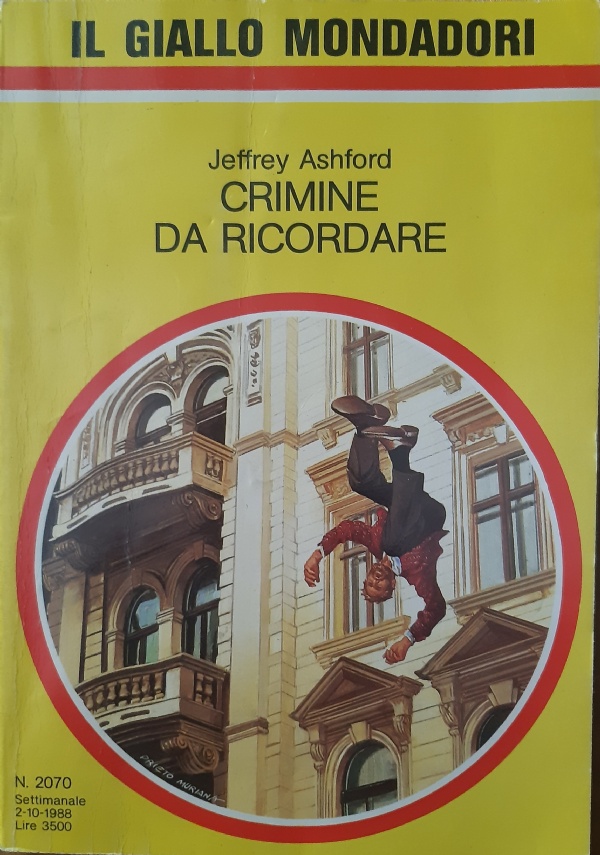 IL GIALLO MONDADORI
Jeffrey Ashford
CRIMINE
DA RICORDARE
N. 2070
Settimanale
2-10-1988
Lire 3500